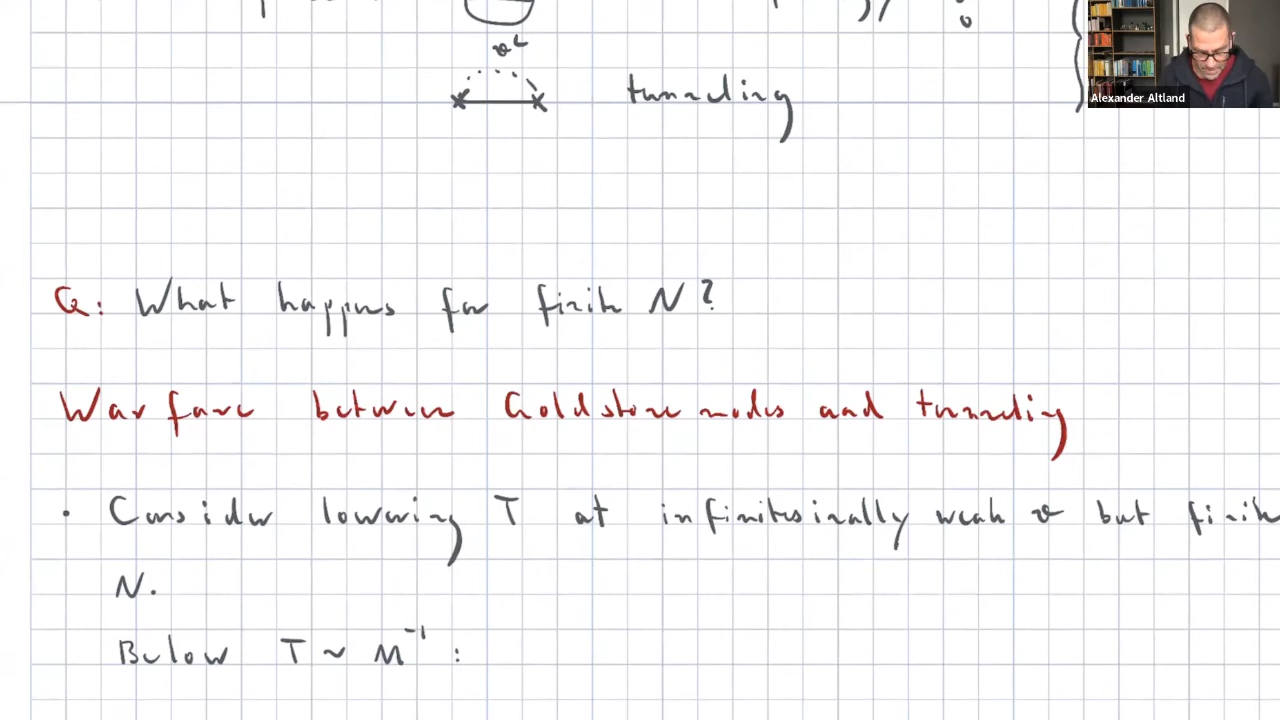 Alexander Altland
v²
tunneling
Q: What happens for finite N?
Warfare between Goldstone modes and tunneling
• Consider lowering T at infinitesimally weak v but finite
N.
Below T ~ M⁻¹ :